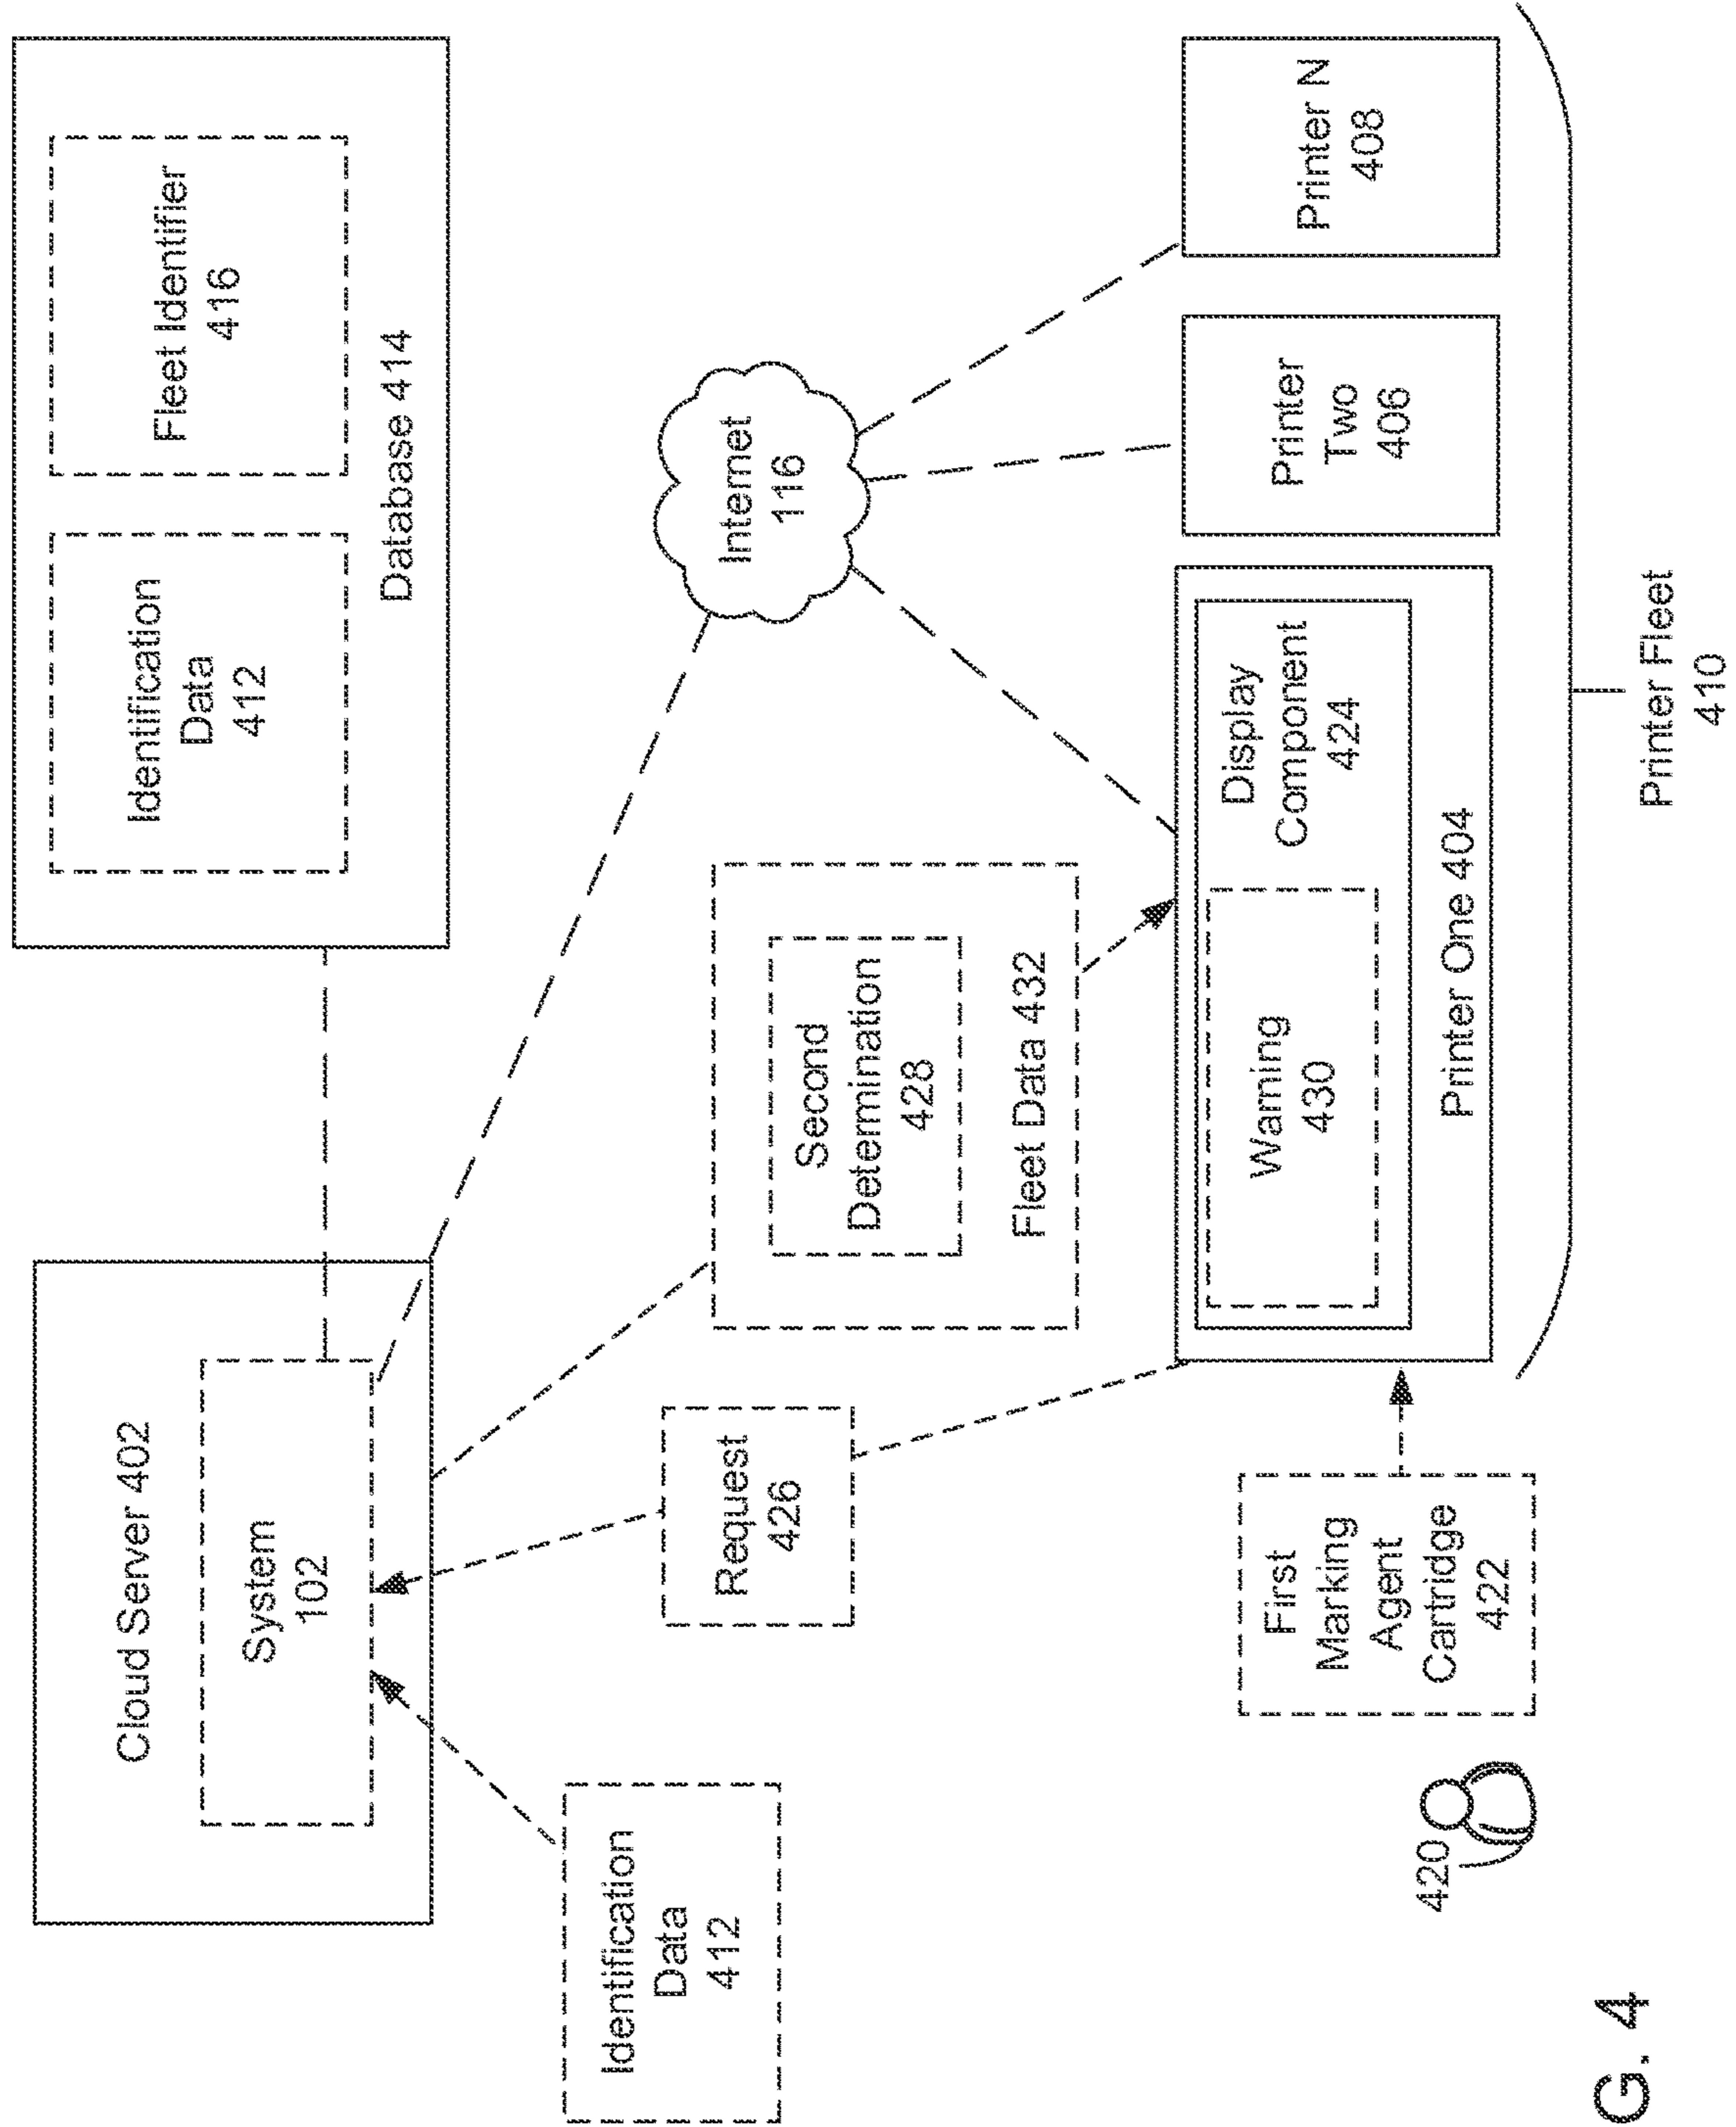 Cloud Server 402
System
102
Identification
Data
412
Fleet Identifier
416
Database 414
Identification
Data
412
Request
426
Second
Determination
428
Fleet Data 432
Internet
116
First
Marking
Agent
Cartridge
422
420
Warning
430
Display
Component
424
Printer One 404
Printer
Two
406
Printer N
408
Printer Fleet
410
G. 4